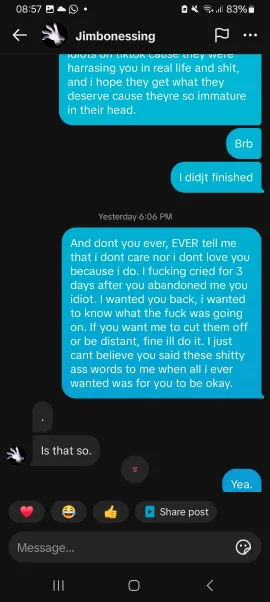 08:57
83%
Jimbonessing
idiots on tiktok cause they were
harrasing you in real life and shit,
and i hope they get what they
deserve cause theyre so immature
in their head.
Brb
I didjt finished
Yesterday 6:06 PM
And dont you ever, EVER tell me
that i dont care nor i dont love you
because i do. I fucking cried for 3
days after you abandoned me you
idiot. I wanted you back, i wanted
to know what the fuck was going
on. If you want me to cut them off
or be distant, fine ill do it. I just
cant believe you said these shitty
ass words to me when all i ever
wanted was for you to be okay.
.
Is that so.
Yea.
Share post
Message...